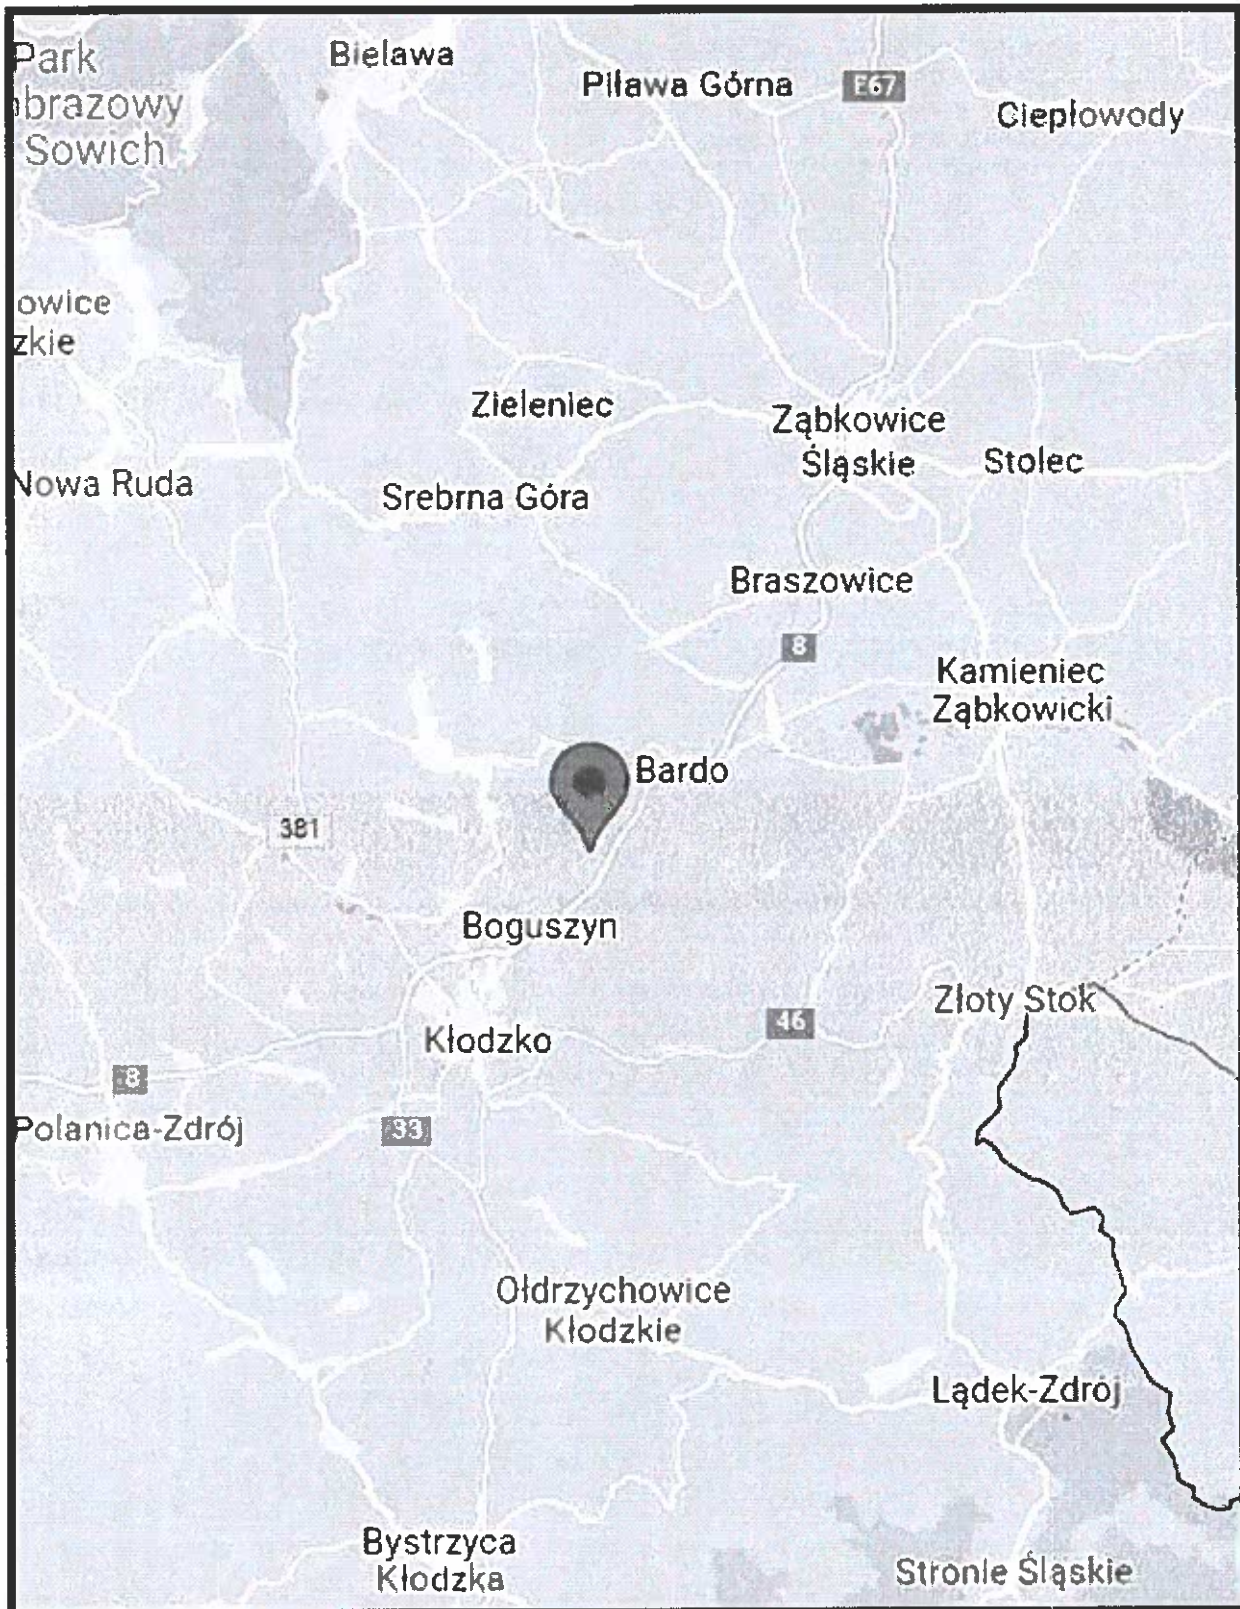 Park
Bielawa
Piława Górna
E67
brazowy
Ciepłowody
Sowich
owice
zkie
Zieleniec
Ząbkowice
Śląskie
Stolec
Nowa Ruda
Srebrna Góra
Braszowice
8
Kamieniec
Ząbkowicki
Bardo
381
Boguszyn
Złoty Stok
46
Kłodzko
8
Polanica-Zdrój
33
Ołdrzychowice
Kłodzkie
Lądek-Zdrój
Bystrzyca
Kłodzka
Stronie Śląskie